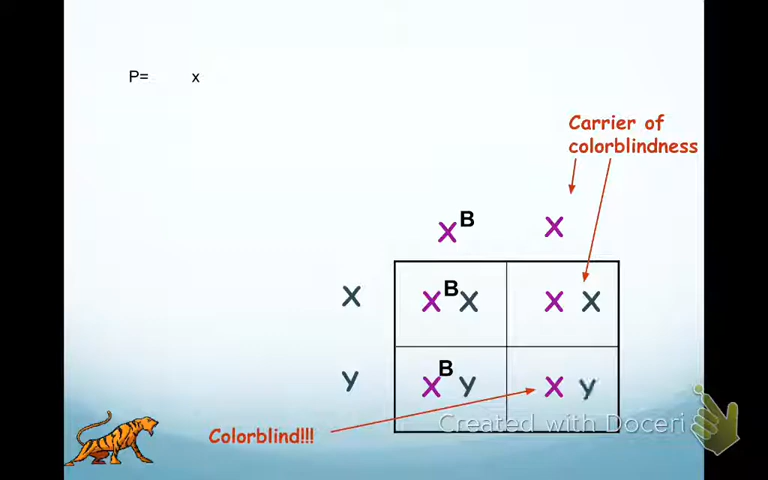 P= x
Carrier of
colorblindness
X B X
X X B X X X
y X B y X y
Colorblind!!!
Created with Doceri